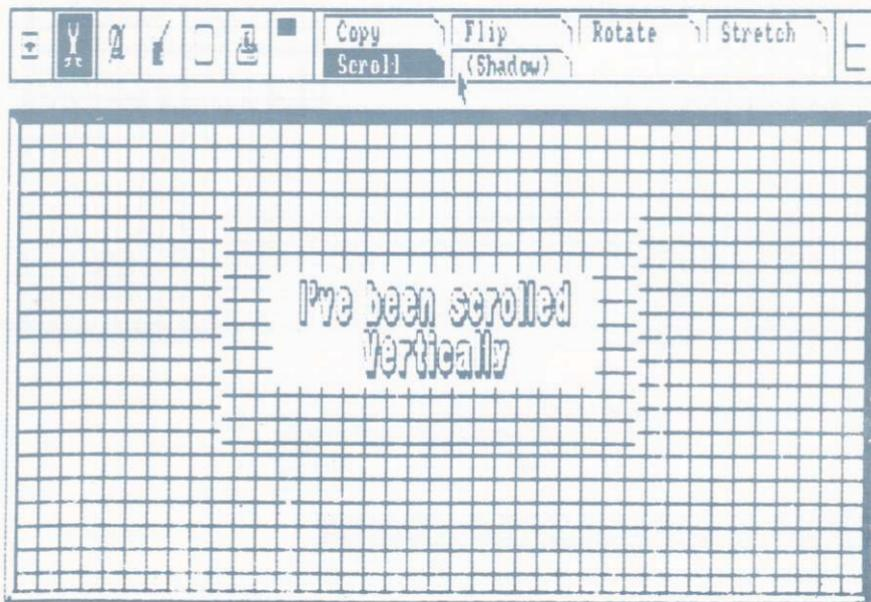 Copy Flip Rotate Stretch
Scroll (Shadow)
I've been scrolled
Vertically